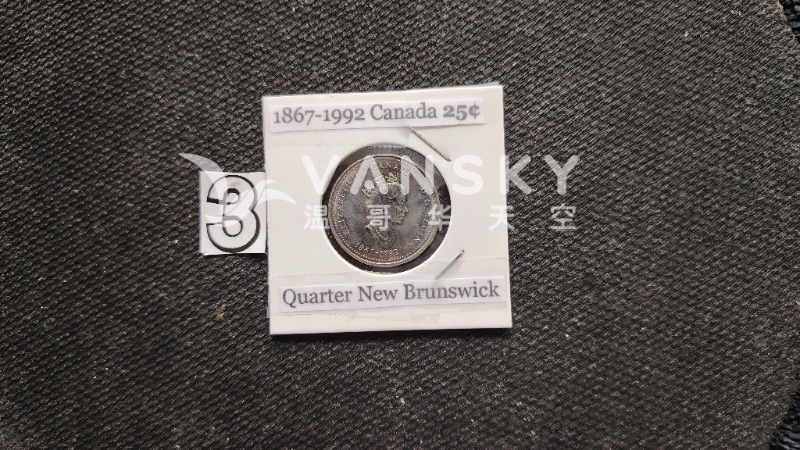 1867-1992 Canada 25¢
VANSKY
3
温哥华天空
Quarter New Brunswick